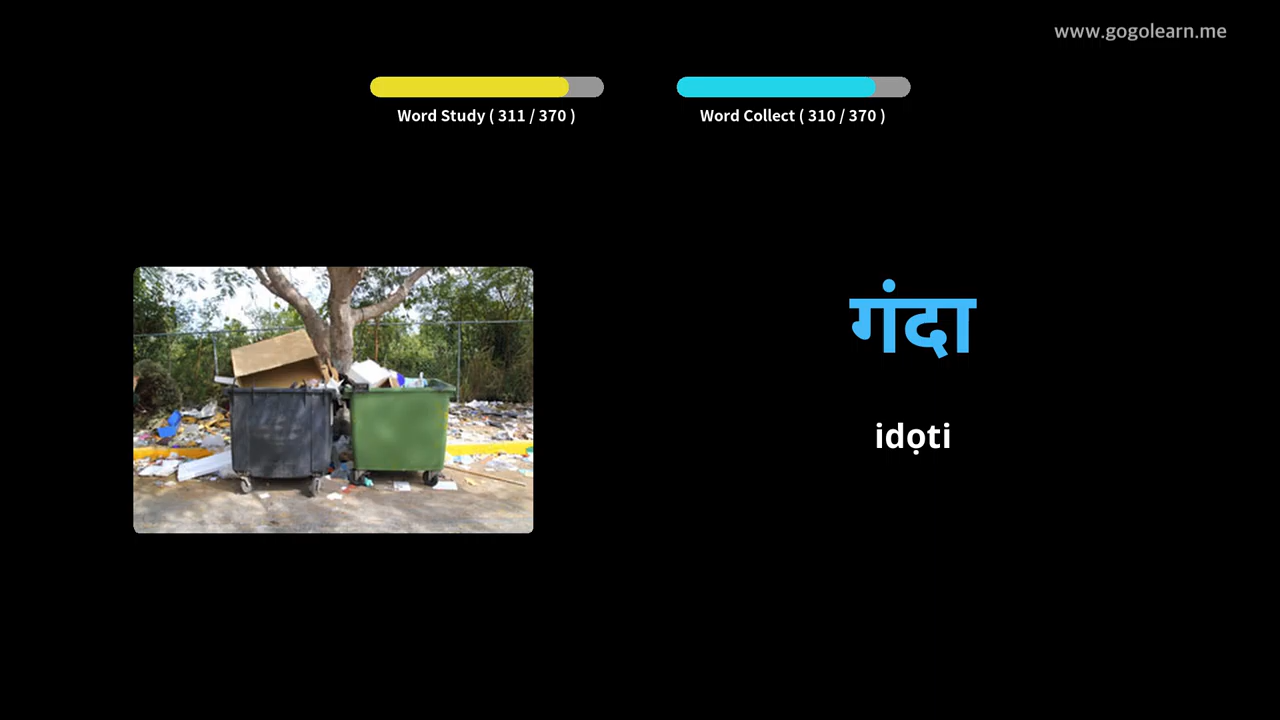 www.gogolearn.me
Word Study ( 311 / 370 )
Word Collect ( 310 / 370 )
गंदा
idọti